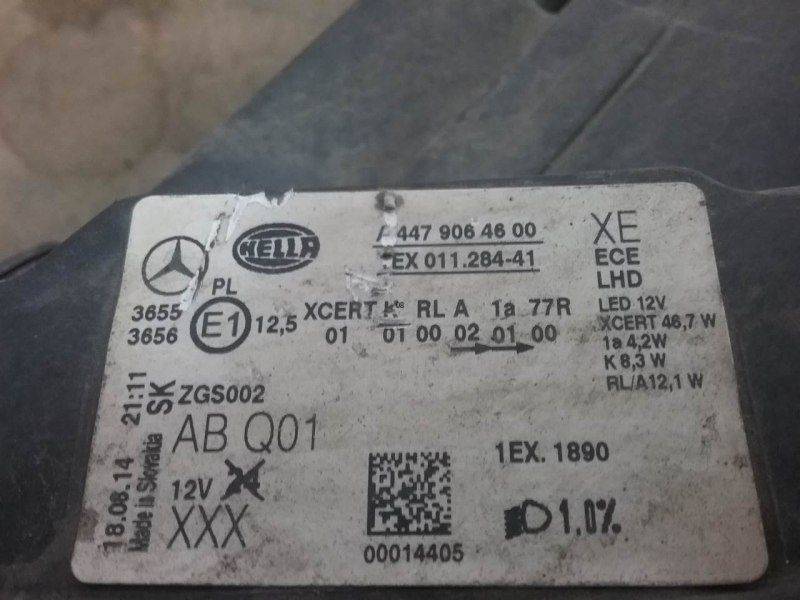 HELLA
A 447 906 46 00
1EX 011.284-41
XE
ECE
LHD
LED 12V
XCERT 46,7 W
1a 4,2W
K 8,3 W
RL/A12,1 W
PL
3655
3656
E1
12,5
XCERT K RL A 1a 77R
01 01 00 02 01 00
18.08.14 21:11
Made in Slovakia SK
ZGS002
AB Q01
12V 24
XXX
00014405
1EX. 1890
1.0%